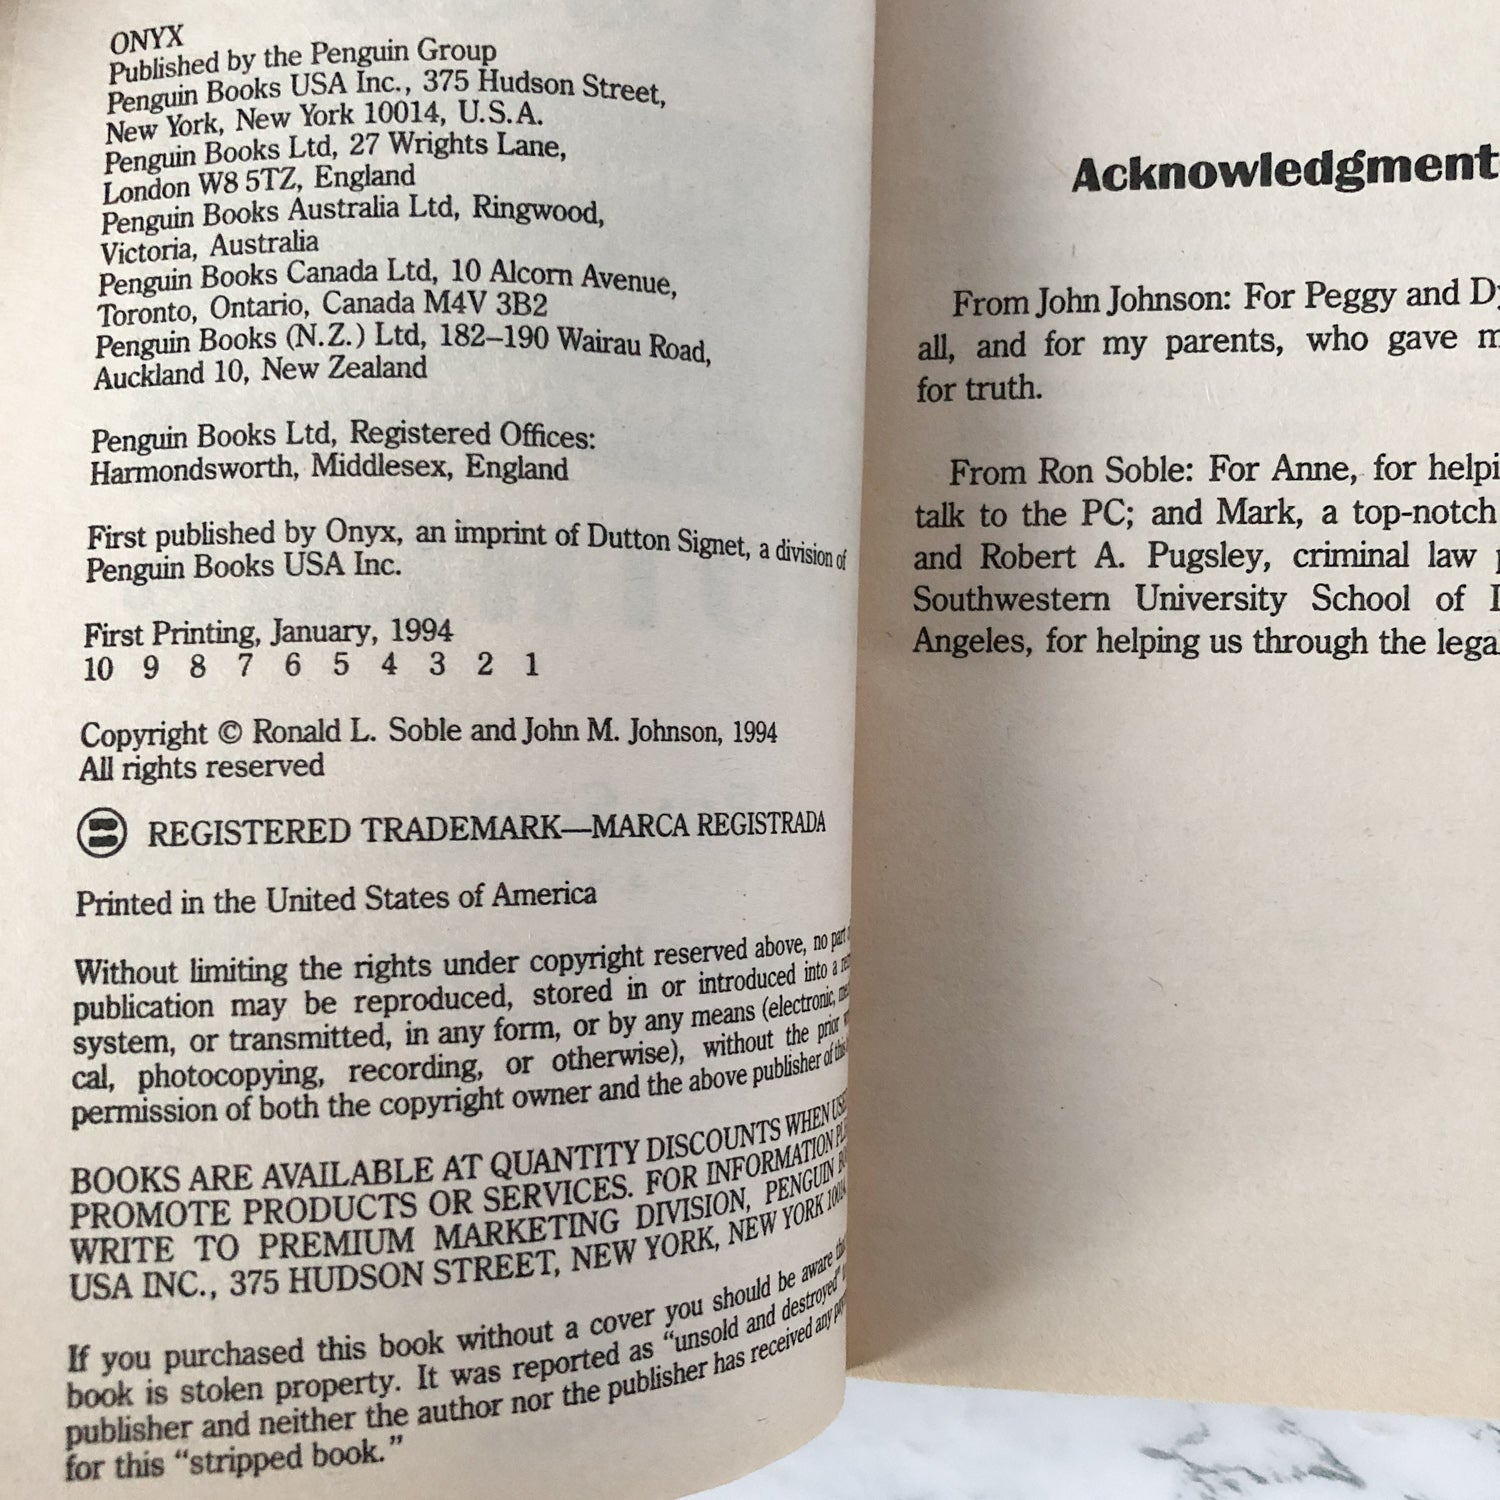 ONYX
Published by the Penguin Group
Penguin Books USA Inc., 375 Hudson Street,
New York, New York 10014, U.S.A.
Penguin Books Ltd, 27 Wrights Lane,
London W8 5TZ, England
Penguin Books Australia Ltd, Ringwood,
Victoria, Australia
Penguin Books Canada Ltd, 10 Alcorn Avenue,
Toronto, Ontario, Canada M4V 3B2
Penguin Books (N.Z.) Ltd, 182–190 Wairau Road,
Auckland 10, New Zealand
Penguin Books Ltd, Registered Offices:
Harmondsworth, Middlesex, England
First published by Onyx, an imprint of Dutton Signet, a division of
Penguin Books USA Inc.
First Printing, January, 1994
10 9 8 7 6 5 4 3 2 1
Copyright © Ronald L. Soble and John M. Johnson, 1994
All rights reserved
REGISTERED TRADEMARK—MARCA REGISTRADA
Printed in the United States of America
Without limiting the rights under copyright reserved above, no part
publication may be reproduced, stored in or introduced into a
system, or transmitted, in any form, or by any means (electronic,
cal, photocopying, recording, or otherwise), without the prior
permission of both the copyright owner and the above publisher of this
BOOKS ARE AVAILABLE AT QUANTITY DISCOUNTS WHEN
PROMOTE PRODUCTS OR SERVICES. FOR INFORMATION
WRITE TO PREMIUM MARKETING DIVISION, PENGUIN
USA INC., 375 HUDSON STREET, NEW YORK, NEW YORK 10014
If you purchased this book without a cover you should be aware
book is stolen property. It was reported as "unsold and destroyed"
publisher and neither the author nor the publisher has received any
for this "stripped book."
Acknowledgment
From John Johnson: For Peggy and
all, and for my parents, who gave
for truth.
From Ron Soble: For Anne, for helpi
talk to the PC; and Mark, a top-notch
and Robert A. Pugsley, criminal law
Southwestern University School of
Angeles, for helping us through the lega